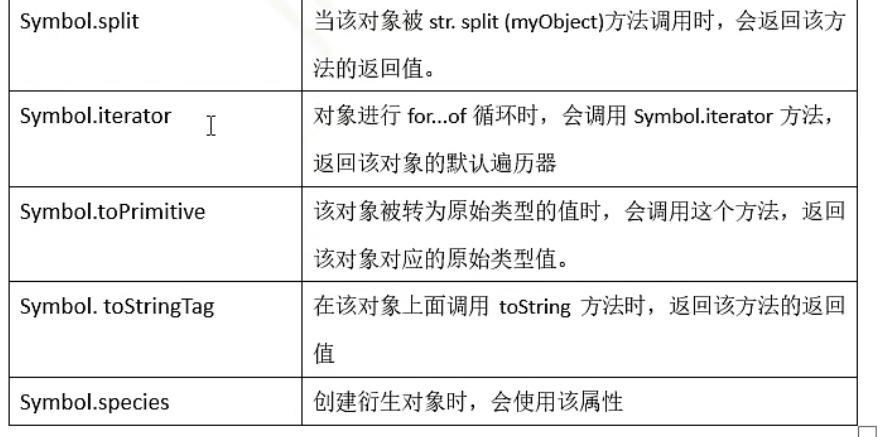 Symbol.split
当该对象被 str. split (myObject)方法调用时，会返回该方
法的返回值。
Symbol.iterator
对象进行 for...of 循环时，会调用 Symbol.iterator 方法，
返回该对象的默认遍历器
Symbol.toPrimitive
该对象被转为原始类型的值时，会调用这个方法，返回
该对象对应的原始类型值。
Symbol. toStringTag
在该对象上面调用 toString 方法时，返回该方法的返回
值
Symbol.species
创建衍生对象时，会使用该属性